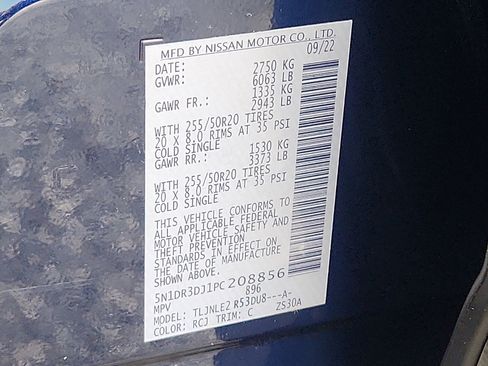 MFD BY NISSAN MOTOR CO., LTD.
DATE: 09/22
GVWR: 2750 KG
6063 LB
GAWR FR.: 1335 KG
2943 LB
WITH 255/50R20 TIRES
20 X 8.0 RIMS AT 35 PSI
COLD SINGLE
GAWR RR.: 1530 KG
3373 LB
WITH 255/50R20 TIRES
20 X 8.0 RIMS AT 35 PSI
COLD SINGLE
THIS VEHICLE CONFORMS TO
ALL APPLICABLE FEDERAL
MOTOR VEHICLE SAFETY AND
THEFT PREVENTION
STANDARDS IN EFFECT ON
THE DATE OF MANUFACTURE
SHOWN ABOVE.
5N1DR3DJ1PC208856
MPV 896
MODEL: TLJNLE2 R53DU8---A-
COLOR: RCJ TRIM: C ZS30A